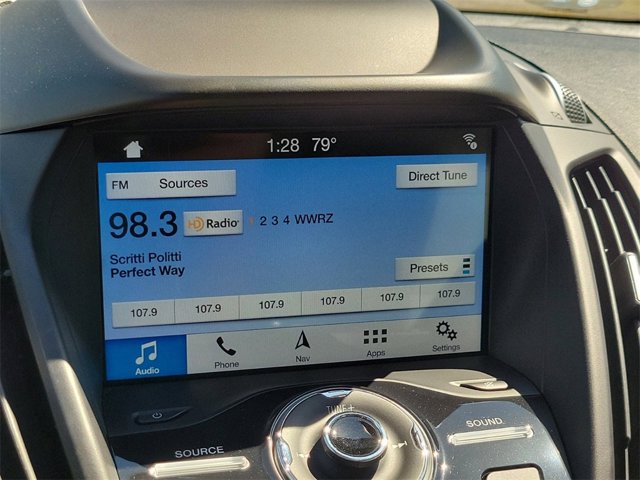 1:28 79°
FM Sources
Direct Tune
98.3 HD Radio 2 3 4 WWRZ
Scritti Politti
Perfect Way
Presets
107.9 107.9 107.9 107.9 107.9 107.9
Audio Phone Nav Apps Settings
TUNE+
SOURCE
SOUND